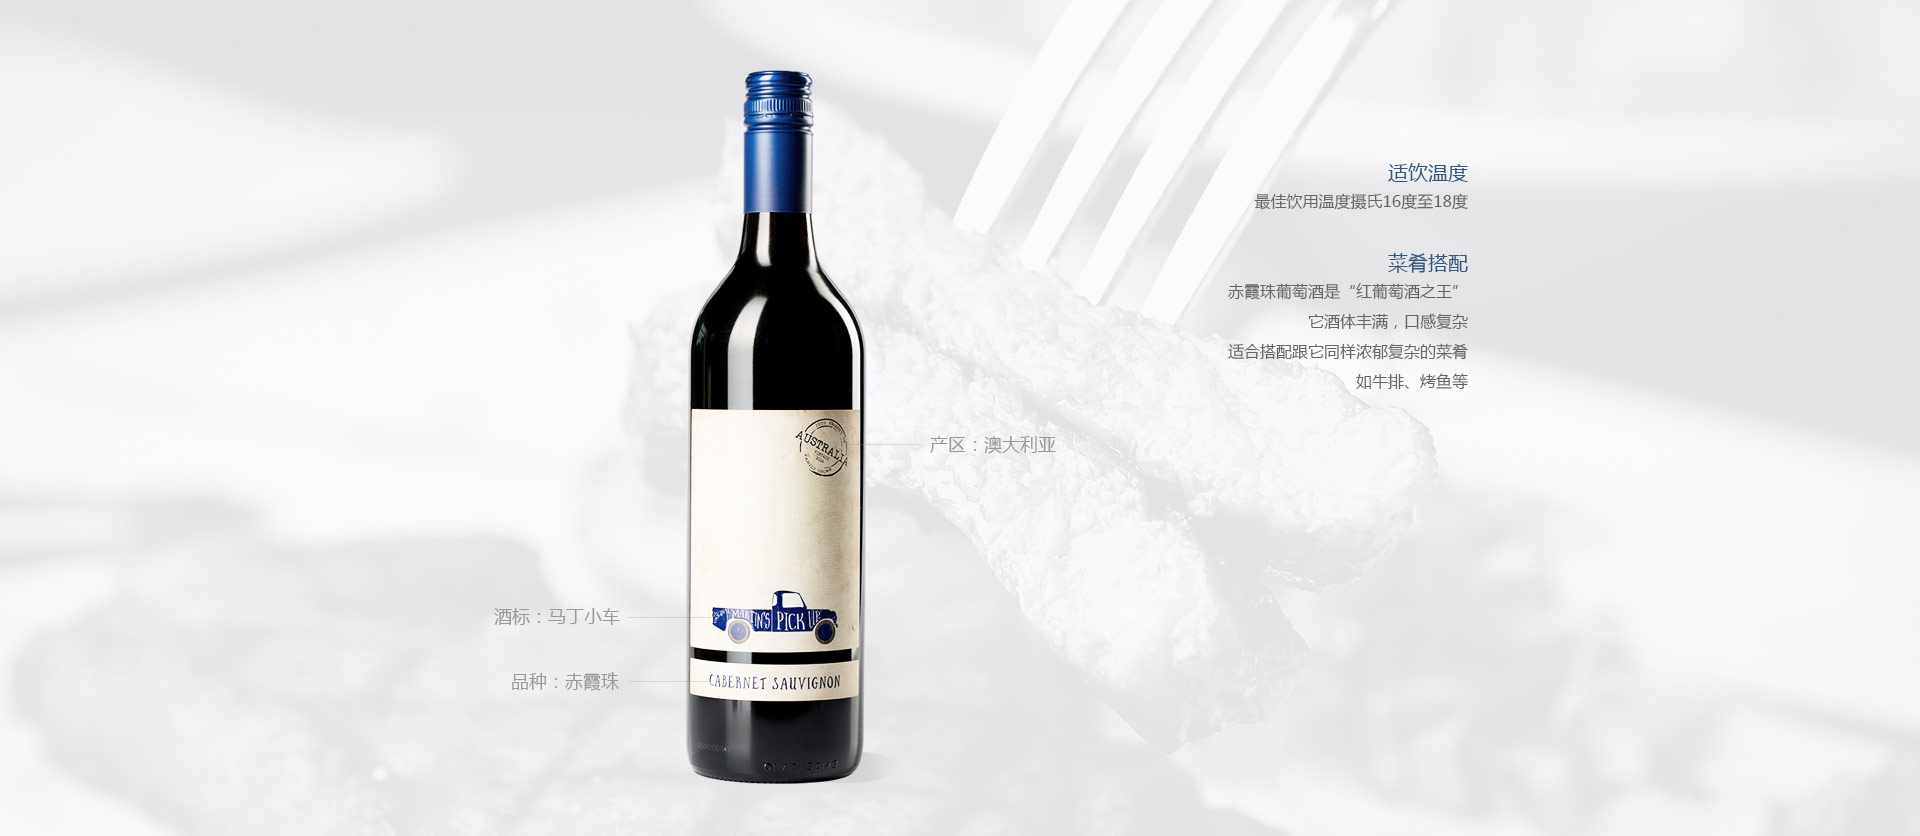 适饮温度
最佳饮用温度摄氏16度至18度
菜肴搭配
赤霞珠葡萄酒是“红葡萄酒之王”
它酒体丰满，口感复杂
适合搭配跟它同样浓郁复杂的菜肴
如牛排、烤鱼等
AUSTRALIA
产区：澳大利亚
酒标：马丁小车
MARTIN'S PICK UP
品种：赤霞珠
CABERNET SAUVIGNON